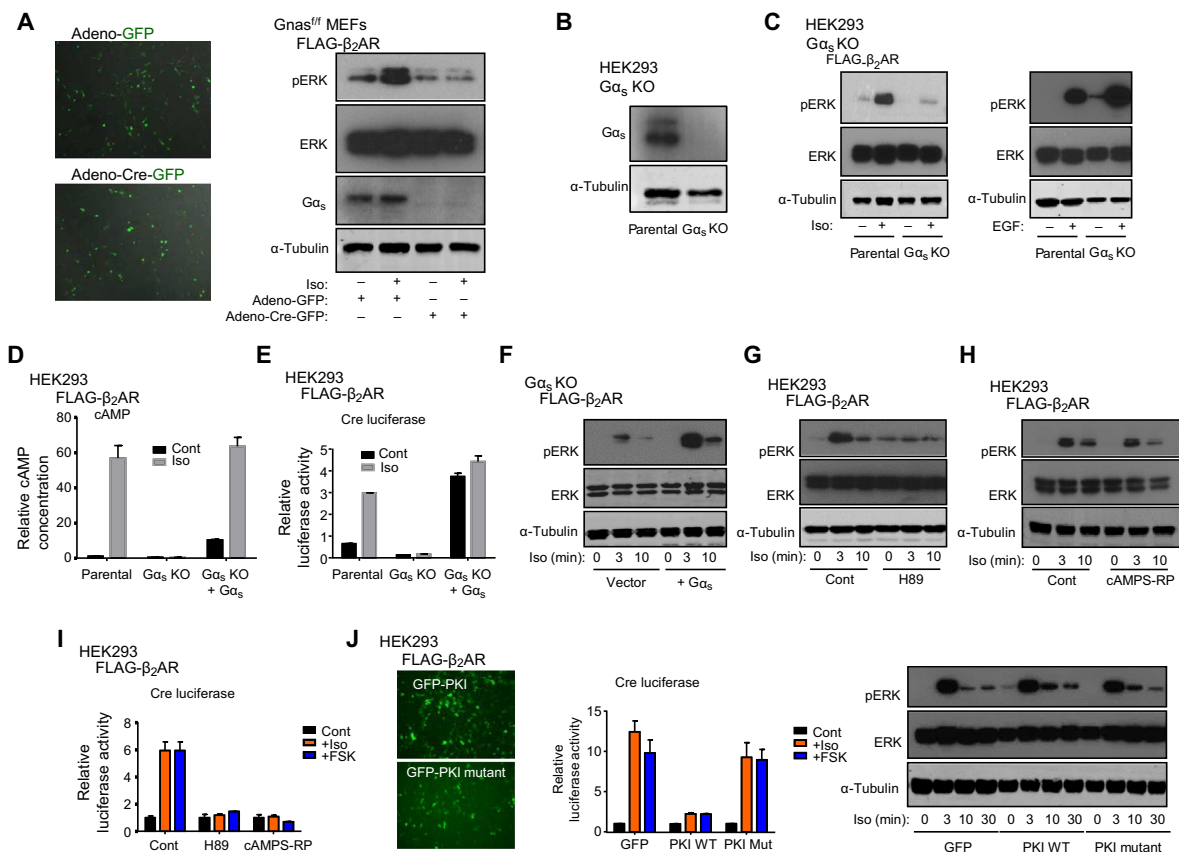 A
Adeno-GFP
Adeno-Cre-GFP
Gnas^f/f MEFs
FLAG-β₂AR
pERK
ERK
Gαs
α-Tubulin
Iso: – + – +
Adeno-GFP: + + – –
Adeno-Cre-GFP: – – + +
B
HEK293
Gαs KO
Gαs
α-Tubulin
Parental Gαs KO
C
HEK293
Gαs KO
FLAG-β₂AR
pERK
ERK
α-Tubulin
Iso: – + – +
Parental Gαs KO
pERK
ERK
α-Tubulin
EGF: – + – +
Parental Gαs KO
D
HEK293
FLAG-β₂AR
cAMP
Relative cAMP
concentration
80
60
40
20
0
Cont
Iso
Parental
Gαs KO
Gαs KO
+ Gαs
E
HEK293
FLAG-β₂AR
Cre luciferase
Relative
luciferase activity
5
4
3
2
1
0
Cont
Iso
Parental
Gαs KO
Gαs KO
+ Gαs
F
Gαs KO
FLAG-β₂AR
pERK
ERK
α-Tubulin
Iso (min): 0 3 10 0 3 10
Vector + Gαs
G
HEK293
FLAG-β₂AR
pERK
ERK
α-Tubulin
Iso (min): 0 3 10 0 3 10
Cont H89
H
HEK293
FLAG-β₂AR
pERK
ERK
α-Tubulin
Iso (min): 0 3 10 0 3 10
Cont cAMPS-RP
I
HEK293
FLAG-β₂AR
Cre luciferase
Relative
luciferase activity
8
6
4
2
0
Cont
+Iso
+FSK
Cont H89 cAMPS-RP
J
HEK293
FLAG-β₂AR
GFP-PKI
GFP-PKI mutant
Cre luciferase
Relative
luciferase activity
15
10
5
0
Cont
+Iso
+FSK
GFP PKI WT PKI Mut
pERK
ERK
α-Tubulin
Iso (min): 0 3 10 30 0 3 10 30 0 3 10 30
GFP PKI WT PKI mutant